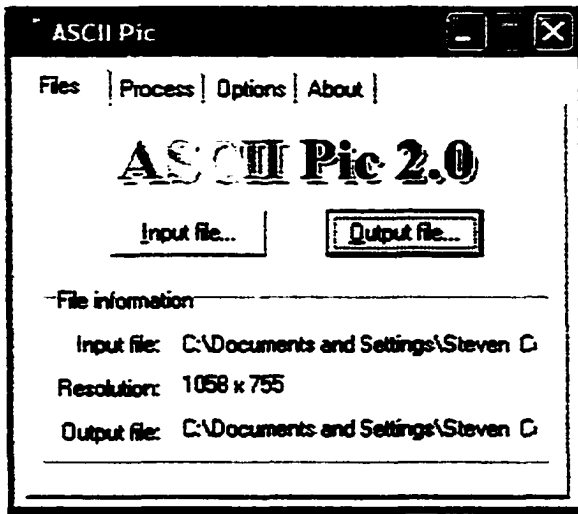 ASCII Pic
Files Process Options About
ASCII Pic 2.0
Input file... Output file...
File information
Input file: C:\Documents and Settings\Steven
Resolution: 1058 x 755
Output file: C:\Documents and Settings\Steven